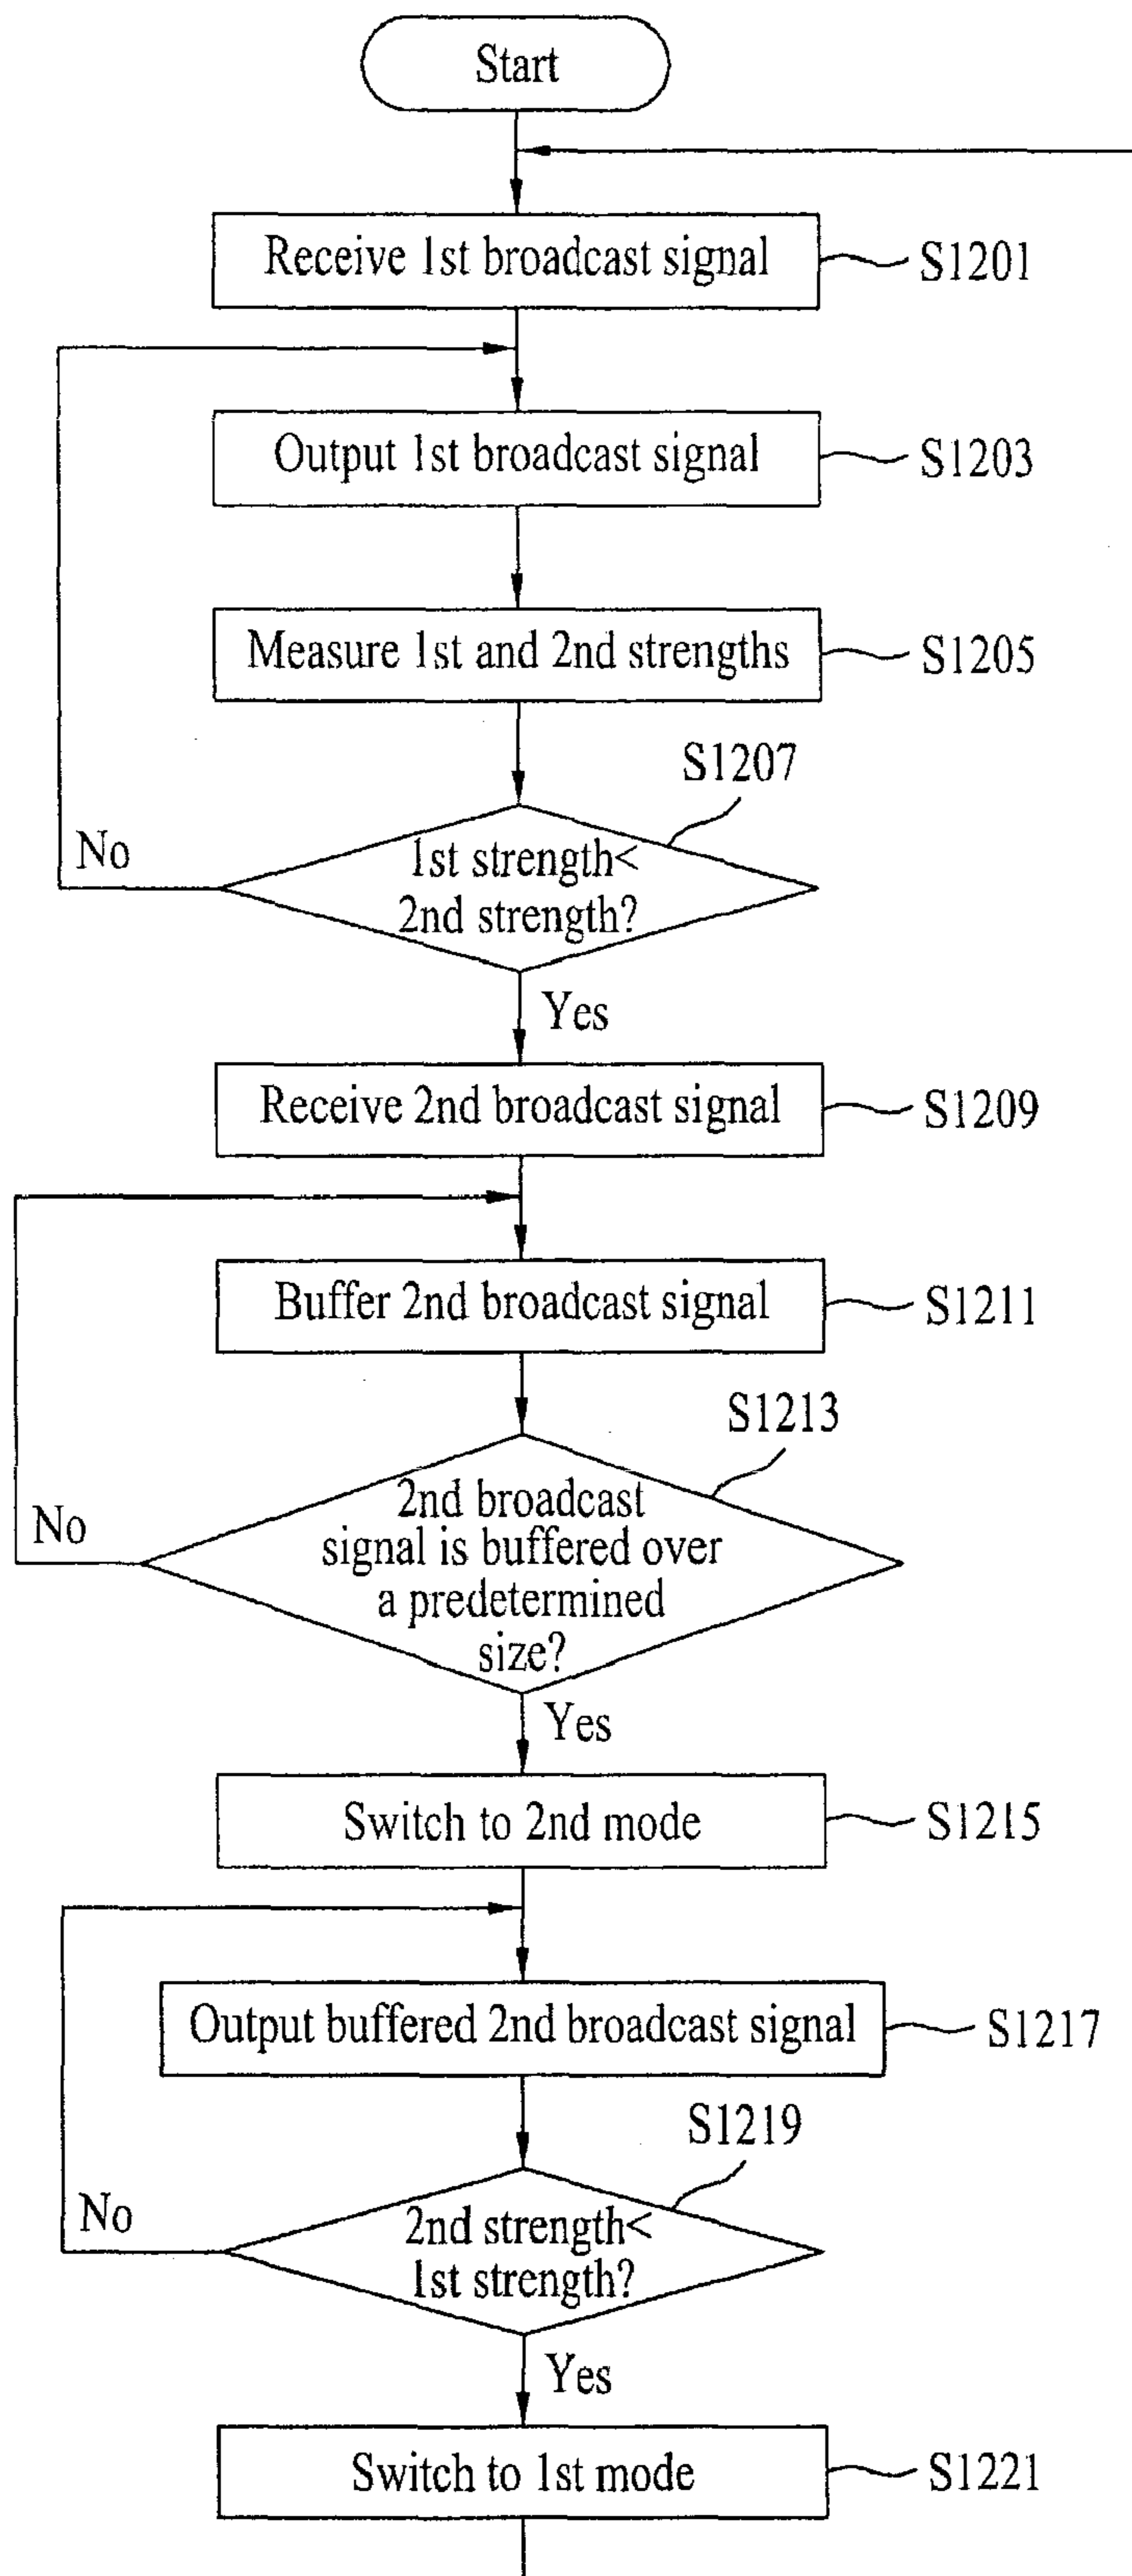 Start
Receive 1st broadcast signal
S1201
Output 1st broadcast signal
S1203
Measure 1st and 2nd strengths
S1205
S1207
1st strength<
2nd strength?
No
Yes
Receive 2nd broadcast signal
S1209
Buffer 2nd broadcast signal
S1211
S1213
2nd broadcast
signal is buffered over
a predetermined
size?
No
Yes
Switch to 2nd mode
S1215
Output buffered 2nd broadcast signal
S1217
S1219
2nd strength<
1st strength?
No
Yes
Switch to 1st mode
S1221